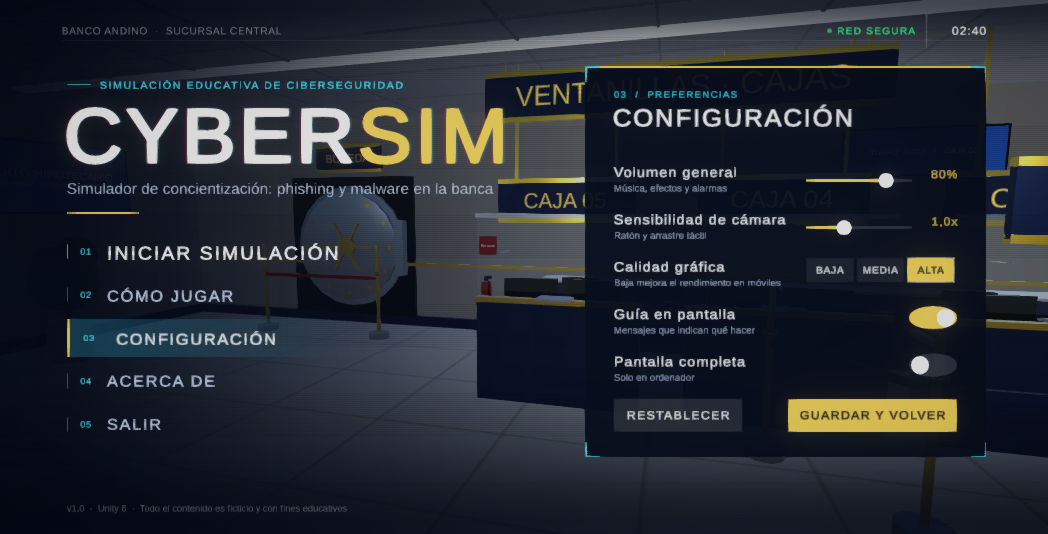 BANCO ANDINO · SUCURSAL CENTRAL
RED SEGURA
02:40
SIMULACIÓN EDUCATIVA DE CIBERSEGURIDAD
CYBERSIM
Simulador de concientización: phishing y malware en la banca
01 INICIAR SIMULACIÓN
02 CÓMO JUGAR
03 CONFIGURACIÓN
04 ACERCA DE
05 SALIR
v1.0 · Unity 6 · Todo el contenido es ficticio y con fines educativos
VENTANILLAS CAJAS
BÓVEDA
CAJA 05
CAJA 04
C
03 / PREFERENCIAS
CONFIGURACIÓN
Volumen general
Música, efectos y alarmas
80%
Sensibilidad de cámara
Ratón y arrastre táctil
1,0x
Calidad gráfica
Baja mejora el rendimiento en móviles
BAJA MEDIA ALTA
Guía en pantalla
Mensajes que indican qué hacer
Pantalla completa
Solo en ordenador
RESTABLECER
GUARDAR Y VOLVER